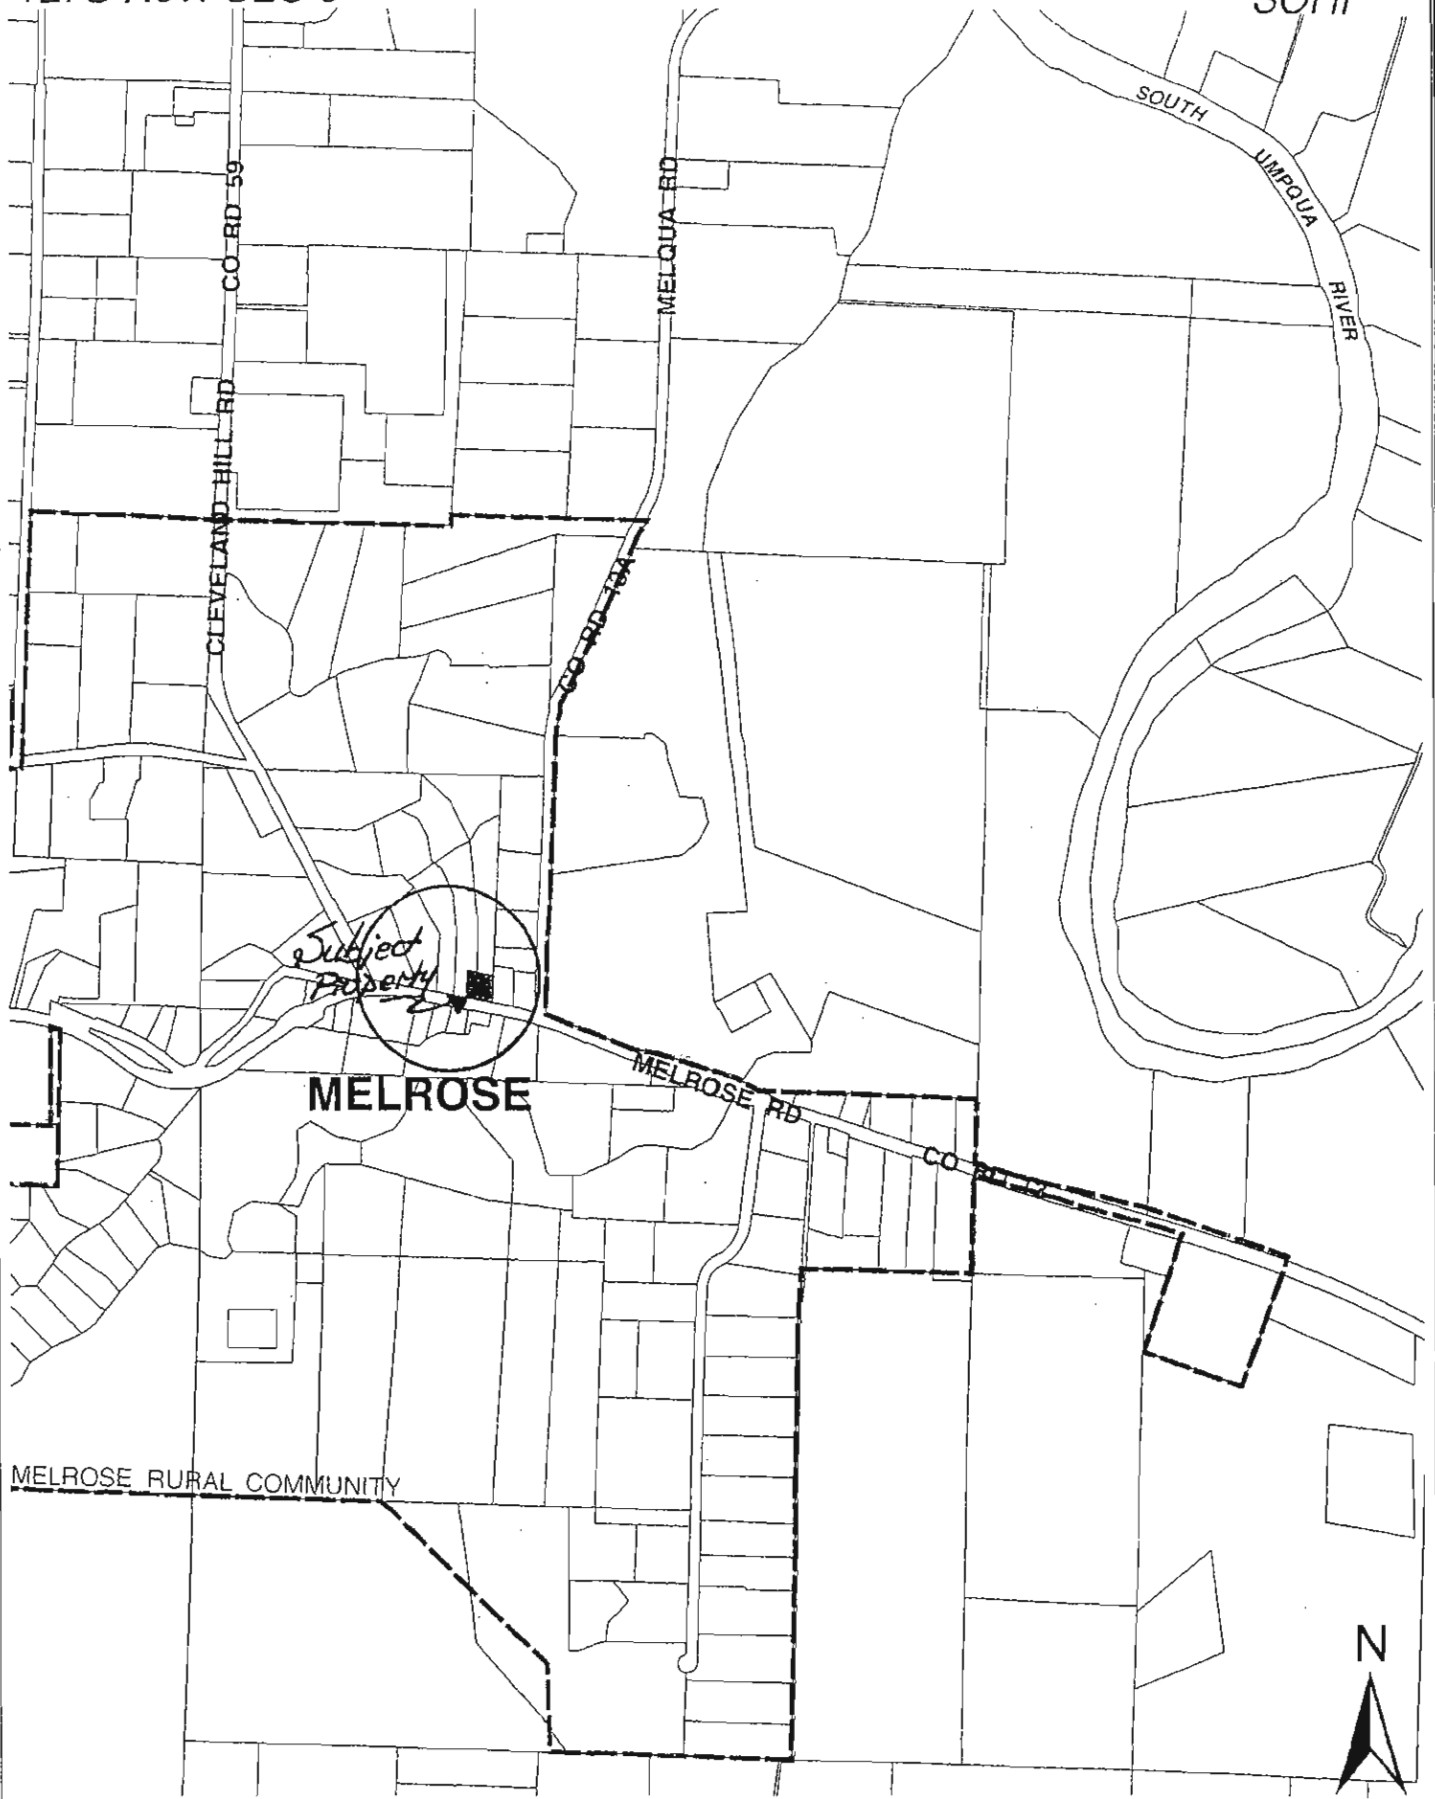 SOUTH
UMPQUA
RIVER
CO RD 59
MELQUA RD
CLEVELAND HILL RD
CO RD 13A
Subject
Property
MELROSE
MELROSE RD
CO
MELROSE RURAL COMMUNITY
N